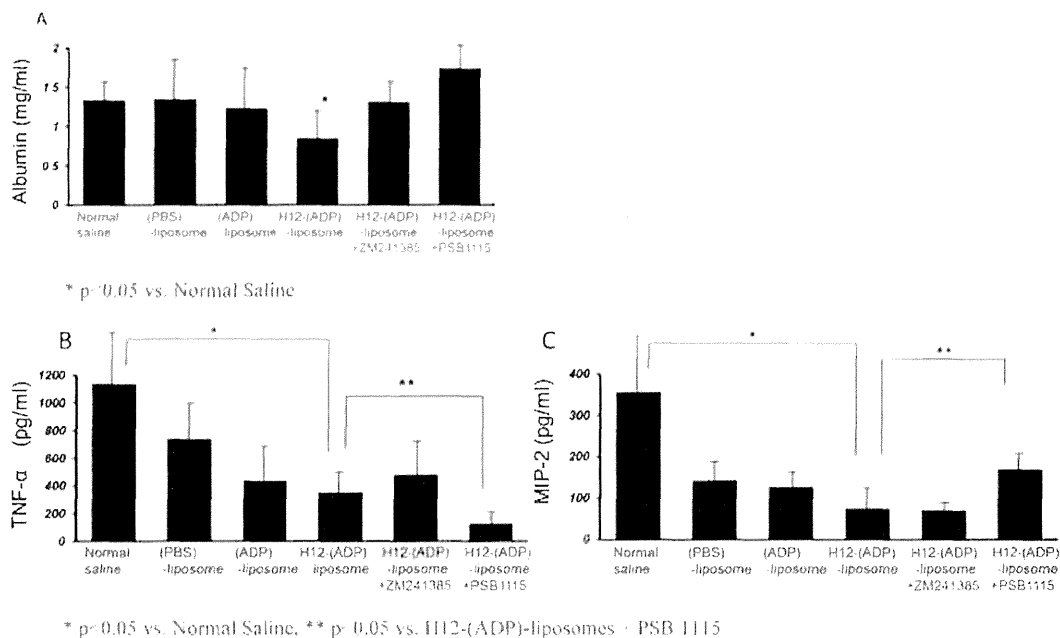 A
Albumin (mg/ml)
2
1.5
1
0.5
0
*
Normal saline
(PBS) -liposome
(ADP) -liposome
H12-(ADP) -liposome
H12-(ADP) -liposome +ZM241385
H12-(ADP) -liposome +PSB1115
* p<0.05 vs. Normal Saline
B
TNF-α (pg/ml)
1200
1000
800
600
400
200
0
*
**
Normal saline
(PBS) -liposome
(ADP) -liposome
H12-(ADP) liposome
H12-(ADP) -liposome +ZM241385
H12-(ADP) -liposome +PSB1115
C
MIP-2 (pg/ml)
400
300
200
100
0
*
**
Normal saline
(PBS) -liposome
(ADP) -liposome
H12-(ADP) -liposome
H12-(ADP) -liposome +ZM241385
H12-(ADP) -liposome +PSB1115
* p<0.05 vs. Normal Saline, ** p<0.05 vs. H12-(ADP)-liposomes + PSB 1115